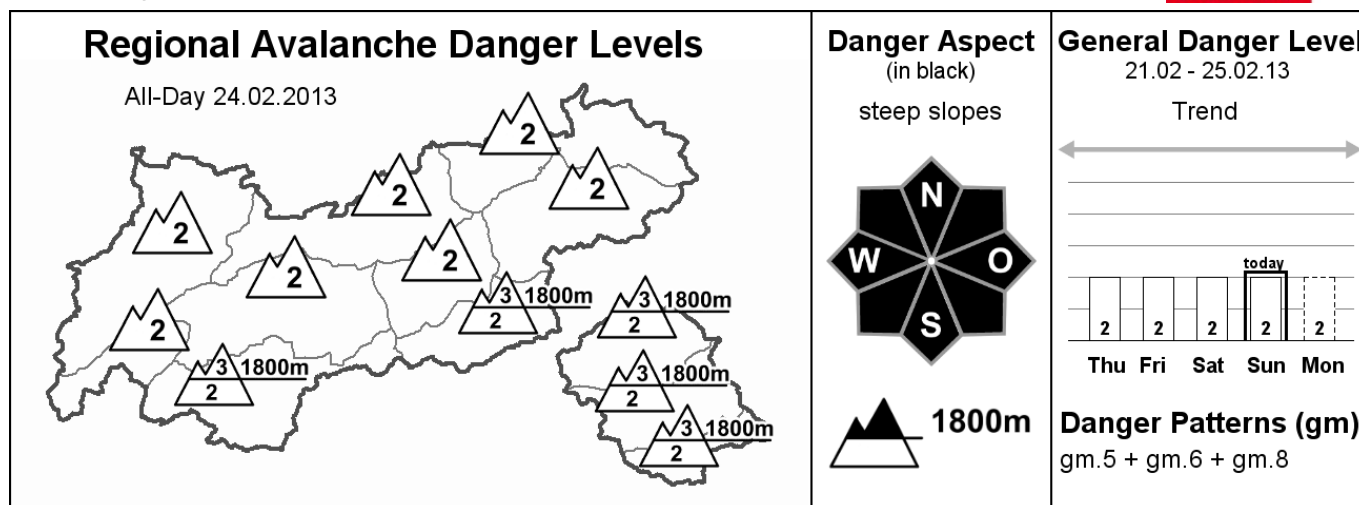 Regional Avalanche Danger Levels
All-Day 24.02.2013
2
2
2
2
2
2
2
2
3 1800m
2
3 1800m
2
3 1800m
2
3 1800m
2
3 1800m
2
Danger Aspect
(in black)
steep slopes
N
W
O
S
1800m
General Danger Level
21.02 - 25.02.13
Trend
today
2 2 2 2 2
Thu Fri Sat Sun Mon
Danger Patterns (gm)
gm.5 + gm.6 + gm.8